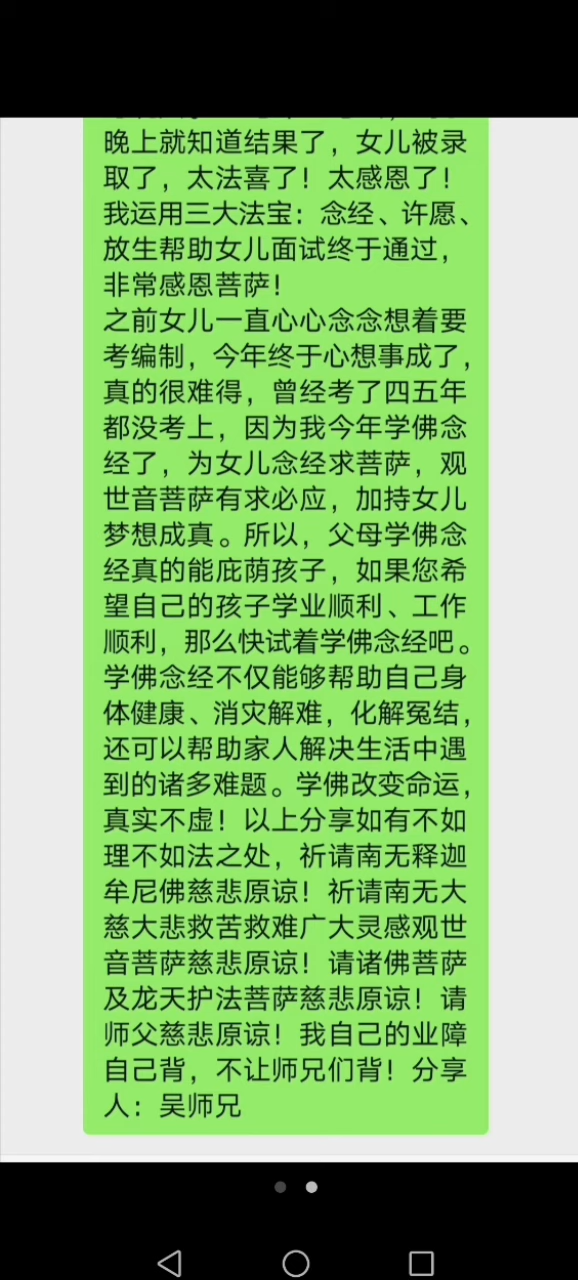 晚上就知道结果了，女儿被录
取了，太法喜了！太感恩了！
我运用三大法宝：念经、许愿、
放生帮助女儿面试终于通过，
非常感恩菩萨！
之前女儿一直心心念念想着要
考编制，今年终于心想事成了，
真的很难得，曾经考了四五年
都没考上，因为我今年学佛念
经了，为女儿念经求菩萨，观
世音菩萨有求必应，加持女儿
梦想成真。所以，父母学佛念
经真的能庇荫孩子，如果您希
望自己的孩子学业顺利、工作
顺利，那么快试着学佛念经吧。
学佛念经不仅能够帮助自己身
体健康、消灾解难，化解冤结，
还可以帮助家人解决生活中遇
到的诸多难题。学佛改变命运，
真实不虚！以上分享如有不如
理不如法之处，祈请南无释迦
牟尼佛慈悲原谅！祈请南无大
慈大悲救苦救难广大灵感观世
音菩萨慈悲原谅！请诸佛菩萨
及龙天护法菩萨慈悲原谅！请
师父慈悲原谅！我自己的业障
自己背，不让师兄们背！分享
人：吴师兄